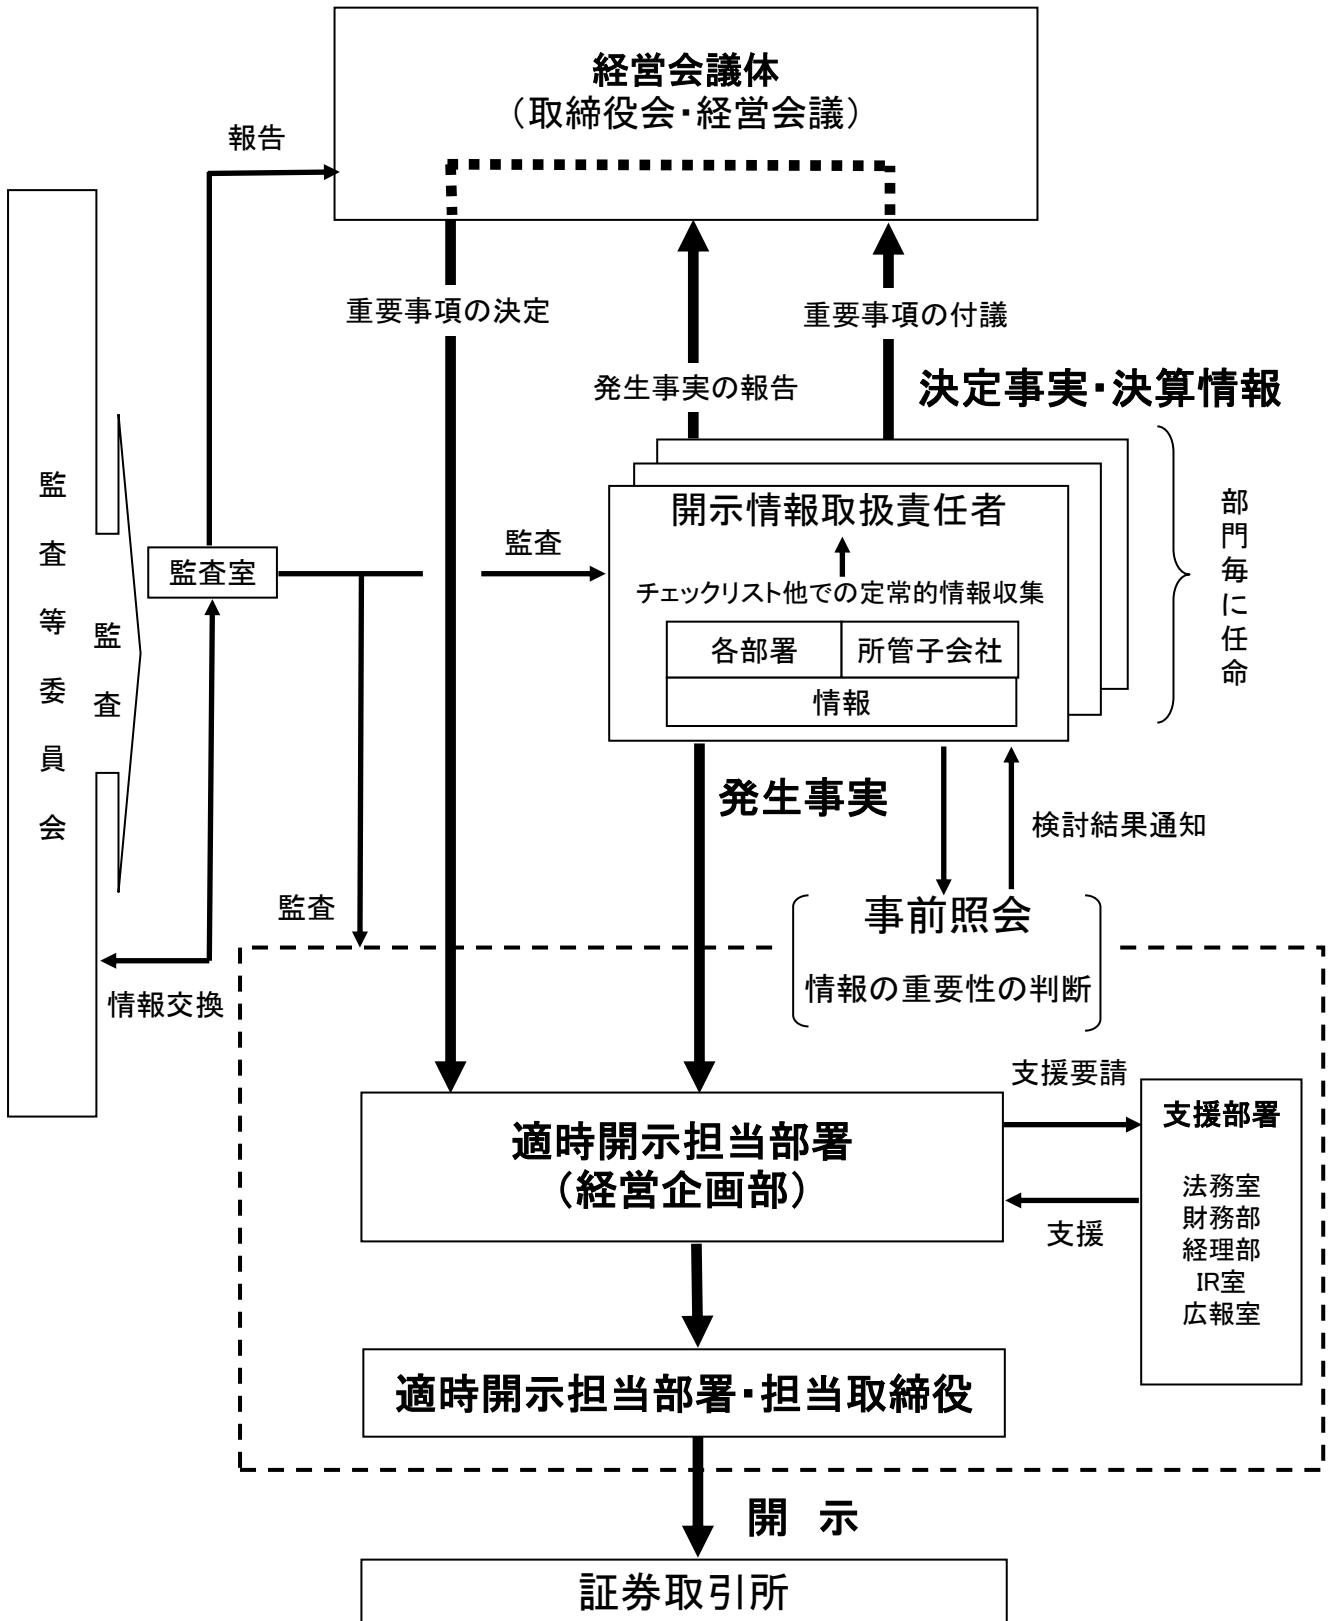 経営会議体
（取締役会・経営会議）
報告
重要事項の決定
重要事項の付議
発生事実の報告
決定事実・決算情報
監査等委員会
監査
監査室
監査
開示情報取扱責任者
チェックリスト他での定常的情報収集
各部署
所管子会社
情報
部門毎に任命
発生事実
検討結果通知
監査
事前照会
情報の重要性の判断
情報交換
支援要請
適時開示担当部署
（経営企画部）
支援
支援部署
法務室
財務部
経理部
IR室
広報室
適時開示担当部署・担当取締役
開　示
証券取引所